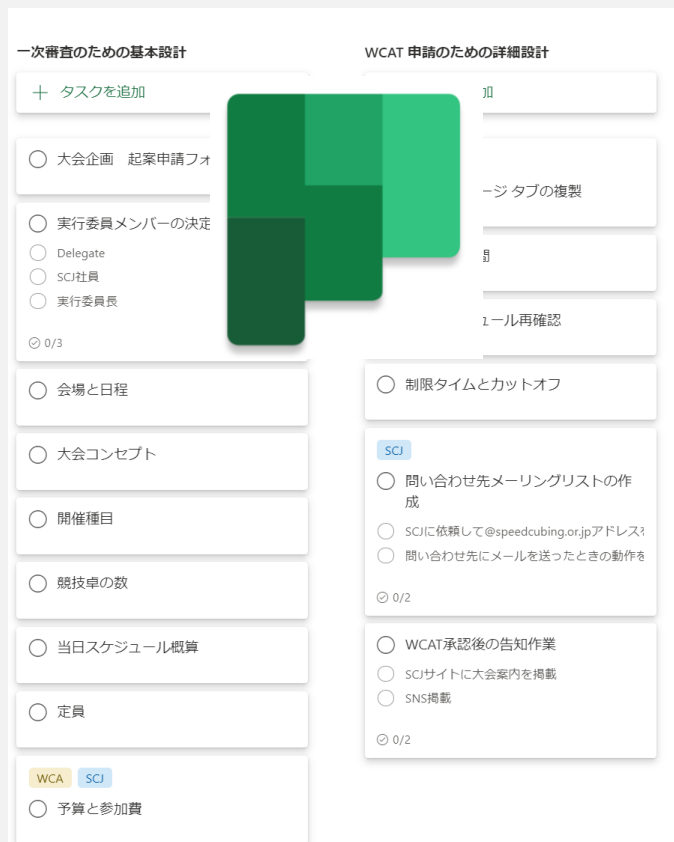 一次審査のための基本設計
タスクを追加
大会企画　起案申請フォ
実行委員メンバーの決定
Delegate
SCJ社員
実行委員長
0/3
会場と日程
大会コンセプト
開催種目
競技卓の数
当日スケジュール概算
定員
WCA SCJ
予算と参加費
WCAT 申請のための詳細設計
加
ージ タブの複製
ュール再確認
制限タイムとカットオフ
SCJ
問い合わせ先メーリングリストの作
成
SCJに依頼して@speedcubing.or.jpアドレスを
問い合わせ先にメールを送ったときの動作を
0/2
WCAT承認後の告知作業
SCJサイトに大会案内を掲載
SNS掲載
0/2